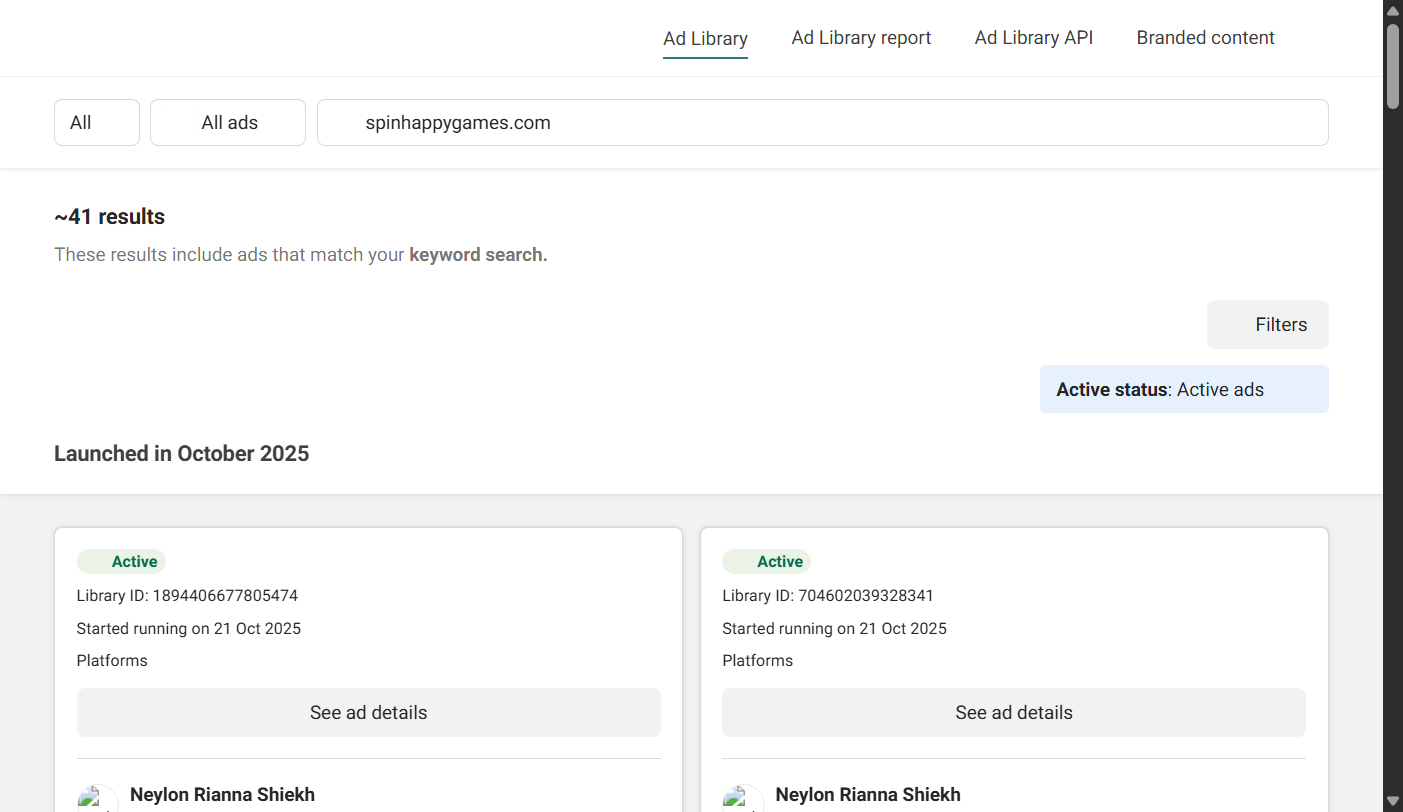 Ad Library Ad Library report Ad Library API Branded content
All All ads spinhappygames.com
~41 results
These results include ads that match your keyword search.
Filters
Active status: Active ads
Launched in October 2025
Active
Library ID: 1894406677805474
Started running on 21 Oct 2025
Platforms
See ad details
Neylon Rianna Shiekh
Active
Library ID: 704602039328341
Started running on 21 Oct 2025
Platforms
See ad details
Neylon Rianna Shiekh